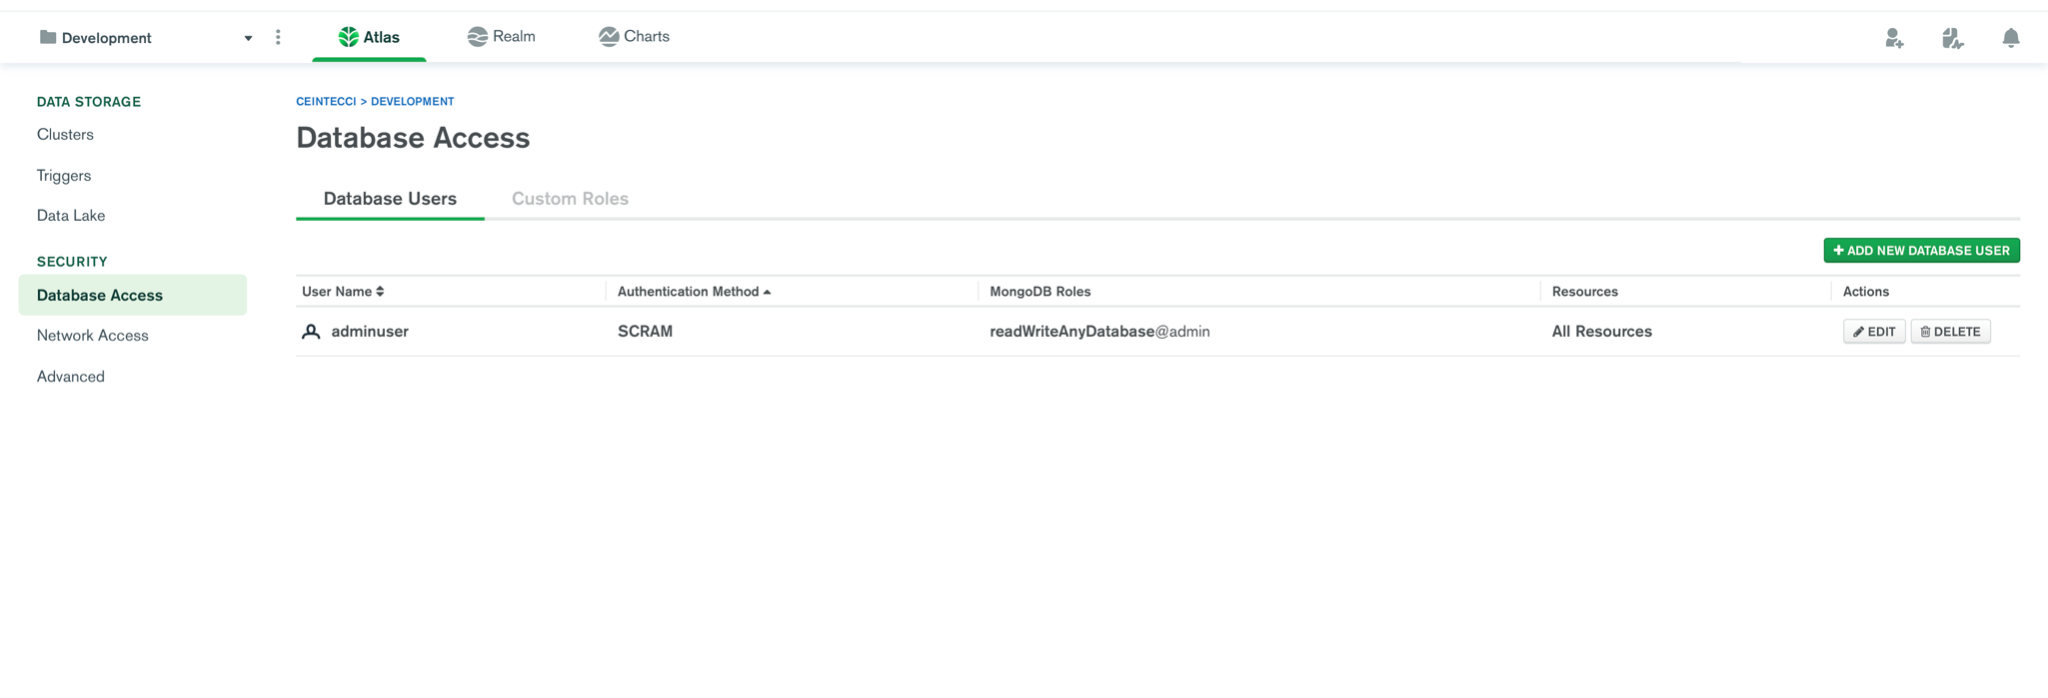 Development
Atlas
Realm
Charts
DATA STORAGE
Clusters
Triggers
Data Lake
SECURITY
Database Access
Network Access
Advanced
CEINTECCI > DEVELOPMENT
Database Access
Database Users
Custom Roles
+ ADD NEW DATABASE USER
User Name
Authentication Method
MongoDB Roles
Resources
Actions
adminuser
SCRAM
readWriteAnyDatabase@admin
All Resources
EDIT
DELETE